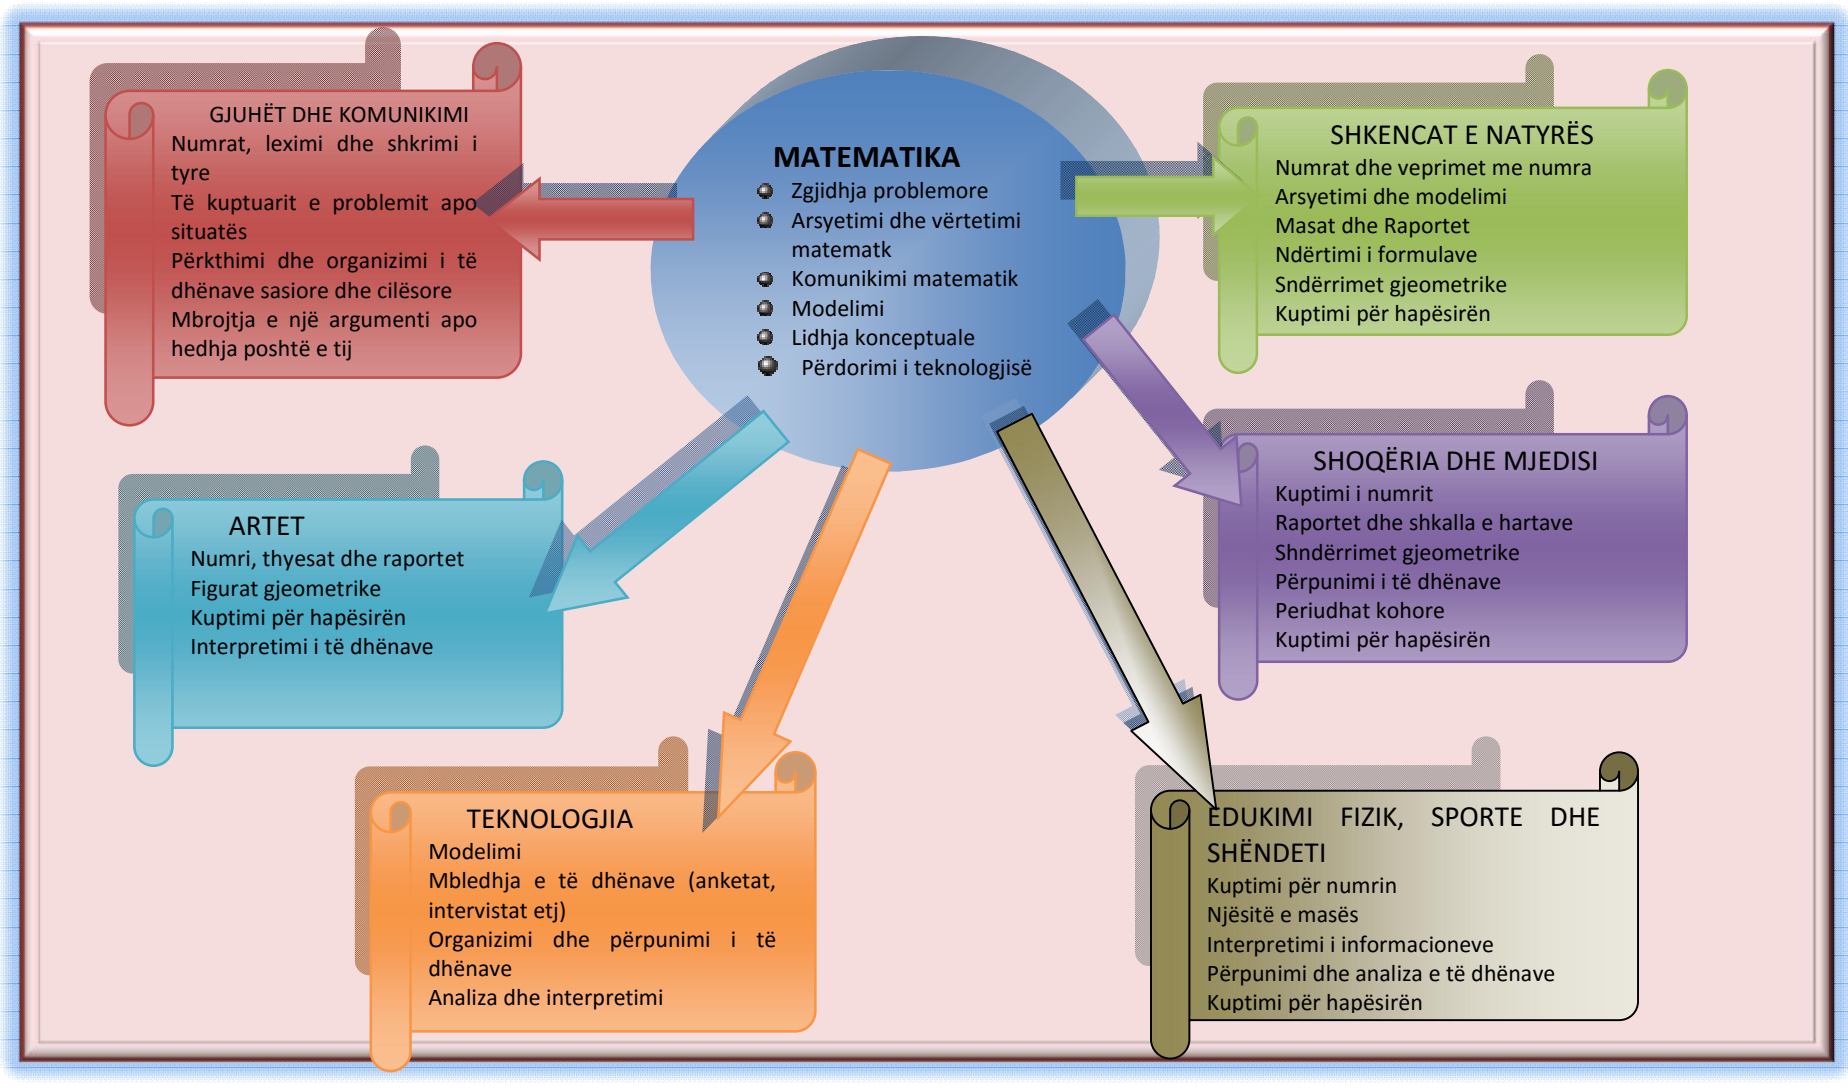 GJUHËT DHE KOMUNIKIMI
Numrat, leximi dhe shkrimi i
tyre
Të kuptuarit e problemit apo
situatës
Përkthimi dhe organizimi i të
dhënave sasiore dhe cilësore
Mbrojtja e një argumenti apo
hedhja poshtë e tij
MATEMATIKA
Zgjidhja problemore
Arsyetimi dhe vërtetimi
matematk
Komunikimi matematik
Modelimi
Lidhja konceptuale
Përdorimi i teknologjisë
SHKENCAT E NATYRËS
Numrat dhe veprimet me numra
Arsyetimi dhe modelimi
Masat dhe Raportet
Ndërtimi i formulave
Sndërrimet gjeometrike
Kuptimi për hapësirën
ARTET
Numri, thyesat dhe raportet
Figurat gjeometrike
Kuptimi për hapësirën
Interpretimi i të dhënave
SHOQËRIA DHE MJEDISI
Kuptimi i numrit
Raportet dhe shkalla e hartave
Shndërrimet gjeometrike
Përpunimi i të dhënave
Periudhat kohore
Kuptimi për hapësirën
TEKNOLOGJIA
Modelimi
Mbledhja e të dhënave (anketat,
intervistat etj)
Organizimi dhe përpunimi i të
dhënave
Analiza dhe interpretimi
EDUKIMI FIZIK, SPORTE DHE
SHËNDETI
Kuptimi për numrin
Njësitë e masës
Interpretimi i informacioneve
Përpunimi dhe analiza e të dhënave
Kuptimi për hapësirën